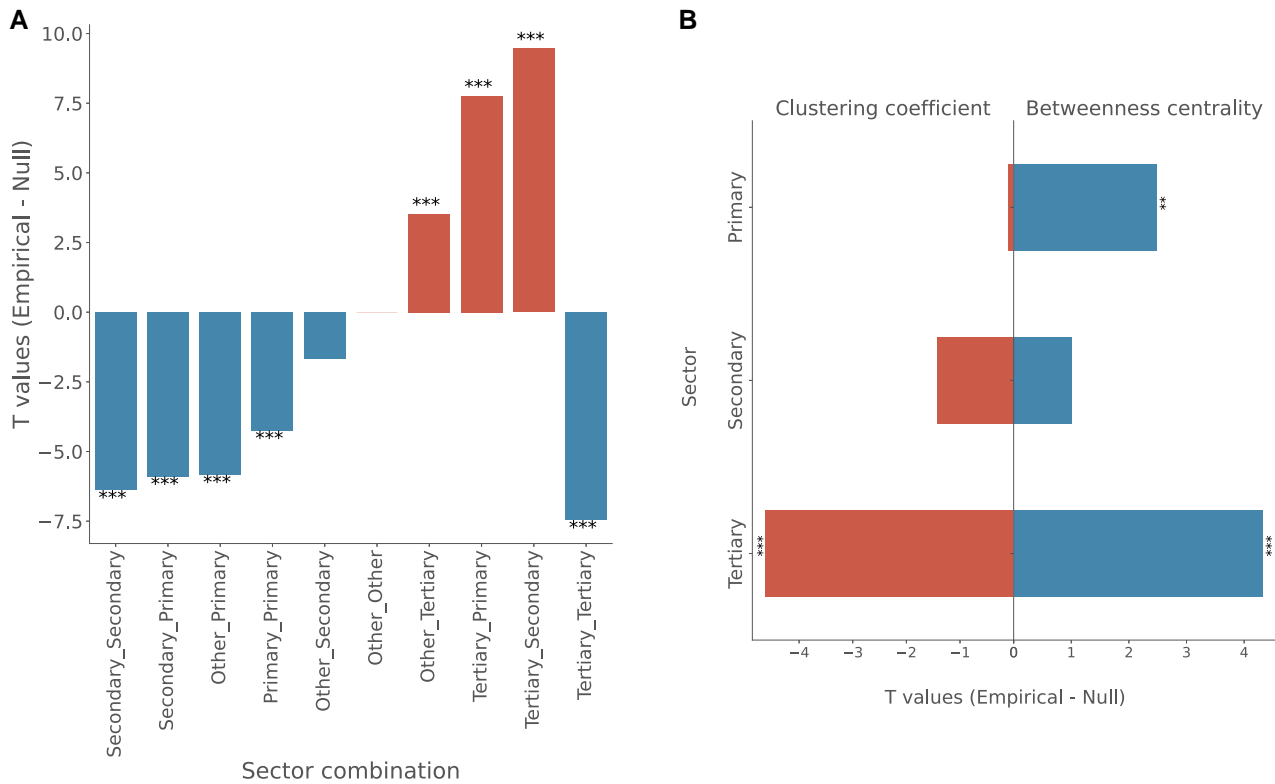 A
T values (Empirical - Null)
10.0
7.5
5.0
2.5
0.0
−2.5
−5.0
−7.5
***
***
***
***
***
***
***
***
Secondary_Secondary
Secondary_Primary
Other_Primary
Primary_Primary
Other_Secondary
Other_Other
Other_Tertiary
Tertiary_Primary
Tertiary_Secondary
Tertiary_Tertiary
Sector combination
B
Clustering coefficient
Betweenness centrality
Sector
Primary
Secondary
Tertiary
**
***
***
−4
−3
−2
−1
0
1
2
3
4
T values (Empirical - Null)